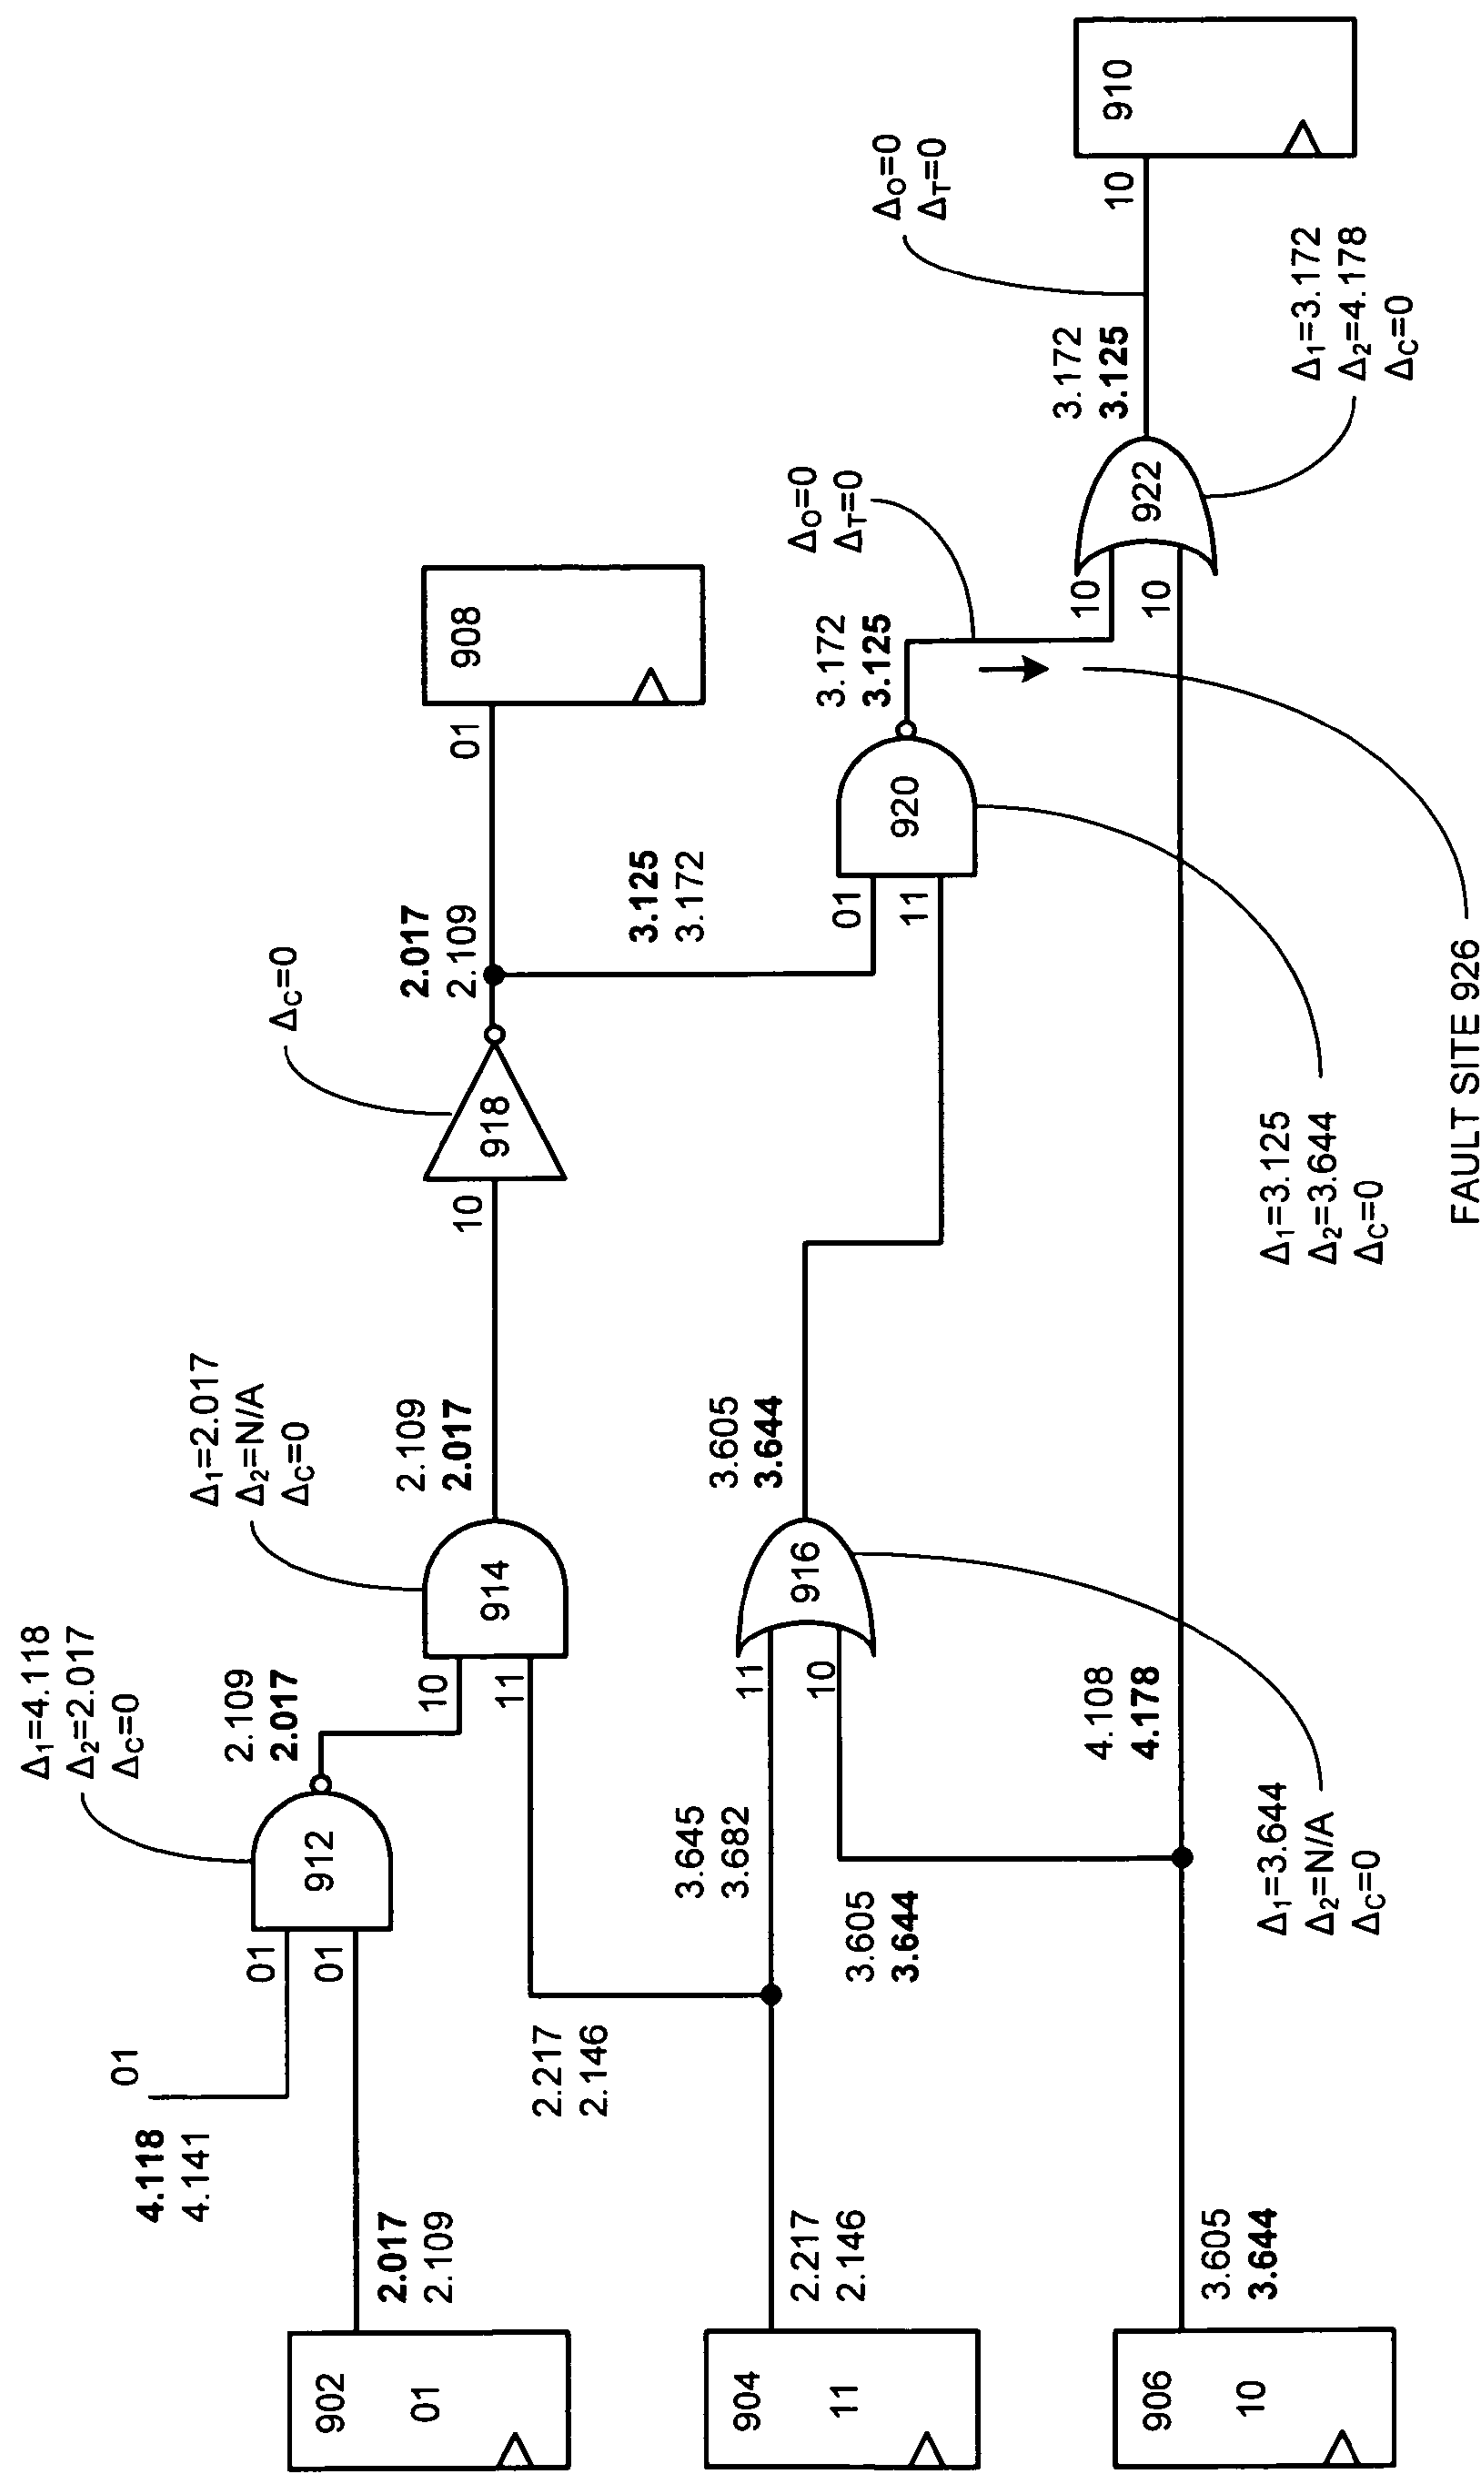 Δ1=4.118
Δ2=2.017
ΔC=0
Δ1=2.017
Δ2=N/A
ΔC=0
ΔC=0
01
4.118
4.141
01
01
912
2.109
2.017
10
11
914
2.109
2.017
10
918
2.017
2.109
01
908
902
01
2.017
2.109
2.217
2.146
3.125
3.172
904
11
2.217
2.146
3.645
3.682
11
10
916
3.605
3.644
3.605
3.644
01
11
920
3.172
3.125
ΔO=0
ΔT=0
906
10
3.605
3.644
4.108
4.178
10
10
922
3.172
3.125
ΔO=0
ΔT=0
10
910
Δ1=3.644
Δ2=N/A
ΔC=0
Δ1=3.125
Δ2=3.644
ΔC=0
Δ1=3.172
Δ2=4.178
ΔC=0
FAULT SITE 926